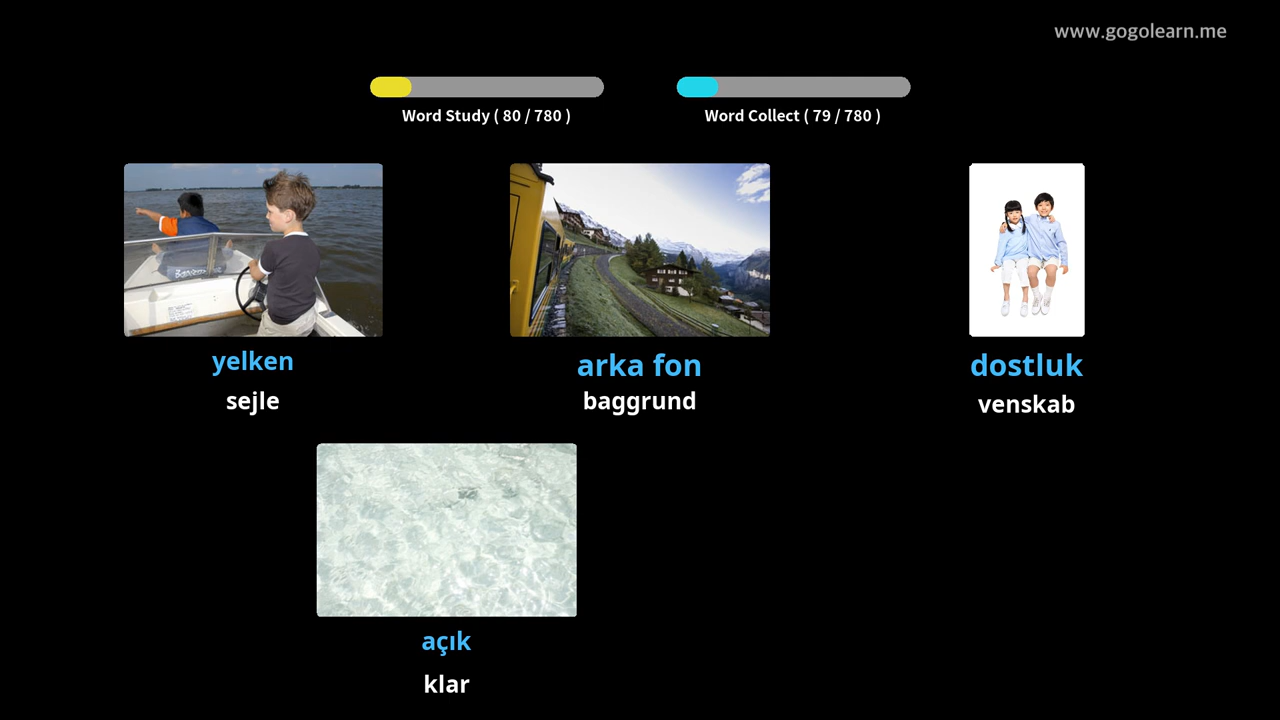 www.gogolearn.me
Word Study ( 80 / 780 )
Word Collect ( 79 / 780 )
yelken
sejle
arka fon
baggrund
dostluk
venskab
açık
klar